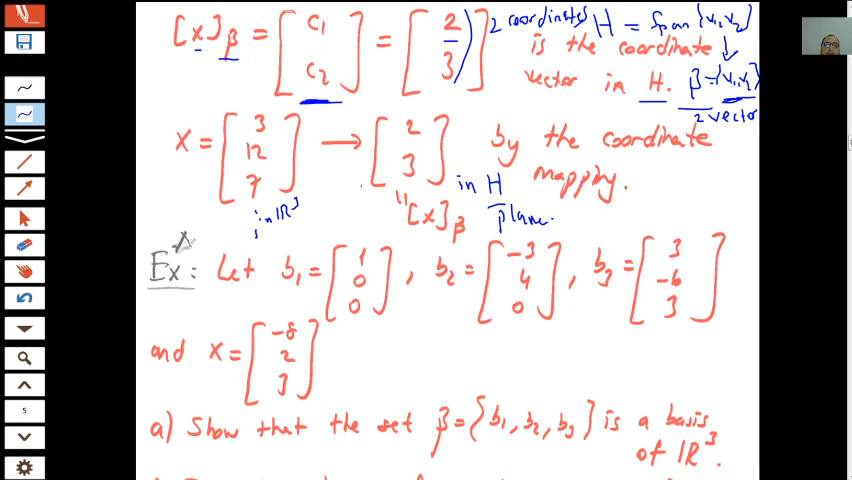 [x]β = [c1 c2] = [2 3] 2 coordinates H = span {v1, v2}
is the coordinate
vector in H. β = {v1, v2}
2 vector
x = [3 12 7] → [2 3] by the coordinate
mapping.
in IR³ " [x]β in H plane.
Ex: Let b1 = [1 0 0], b2 = [-3 4 0], b3 = [3 -6 3]
and x = [-8 2 3]
a) Show that the set β = {b1, b2, b3} is a basis
of IR³.
5